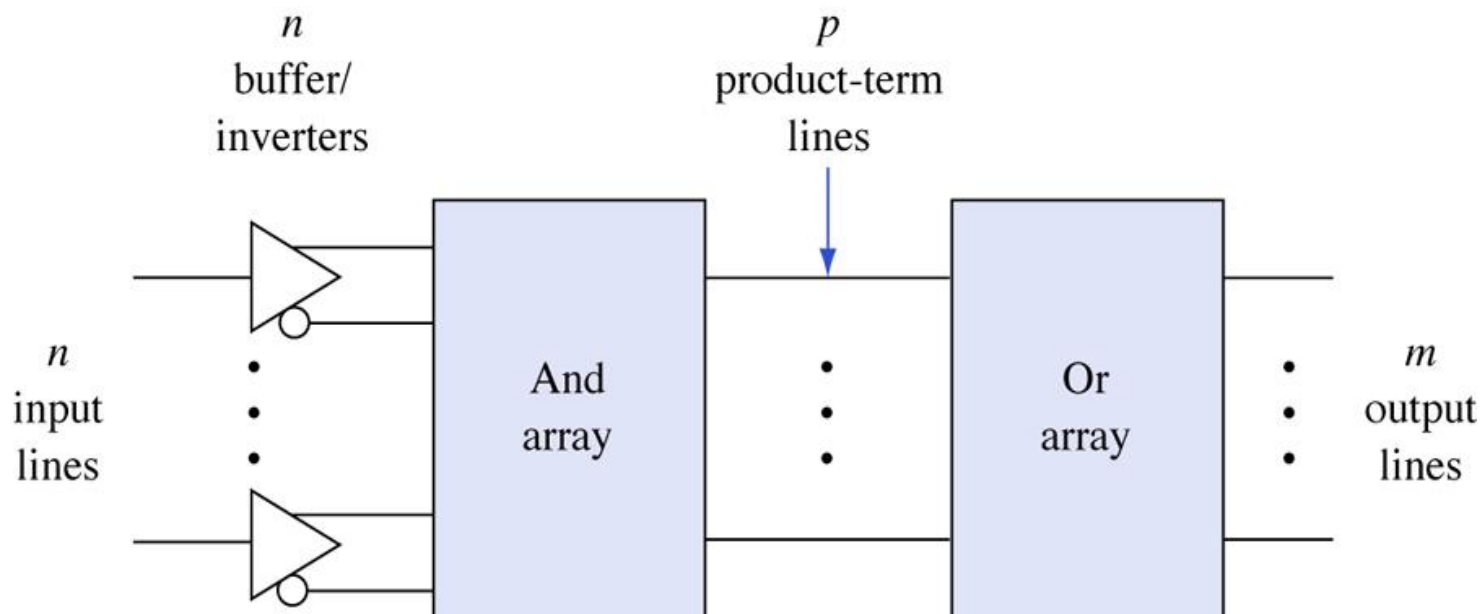 n
buffer/
inverters
p
product-term
lines
n
input
lines
And
array
Or
array
m
output
lines